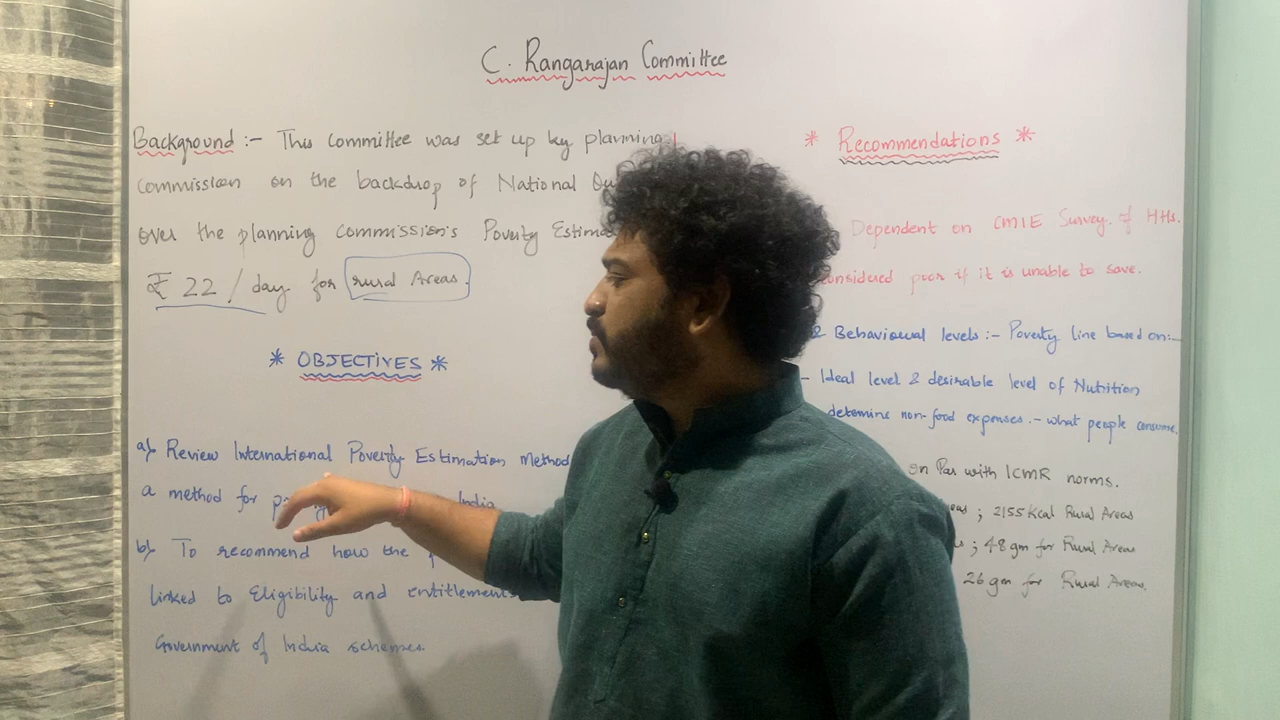 C. Rangarajan Committee
Background :- This committee was set up by planning
commission on the backdrop of National
over the planning commission's Poverty
₹ 22 / day for rural Areas.
* OBJECTIVES *
a) Review International Poverty Estimation
a method for India
b) To recommend how the
linked to Eligibility and entitlements
Government of India schemes.
* Recommendations *
Dependent on CMIE Survey. of HHs.
considered poor if it is unable to save.
& Behavioual levels :- Poverty line based on:-
- Ideal level & desirable level of Nutrition
determine non-food expenses. - what people consume.
on Par with ICMR norms.
; 2155 kcal Rural Areas
; 48 gm for Rural Areas
26 gm for Rural Areas.